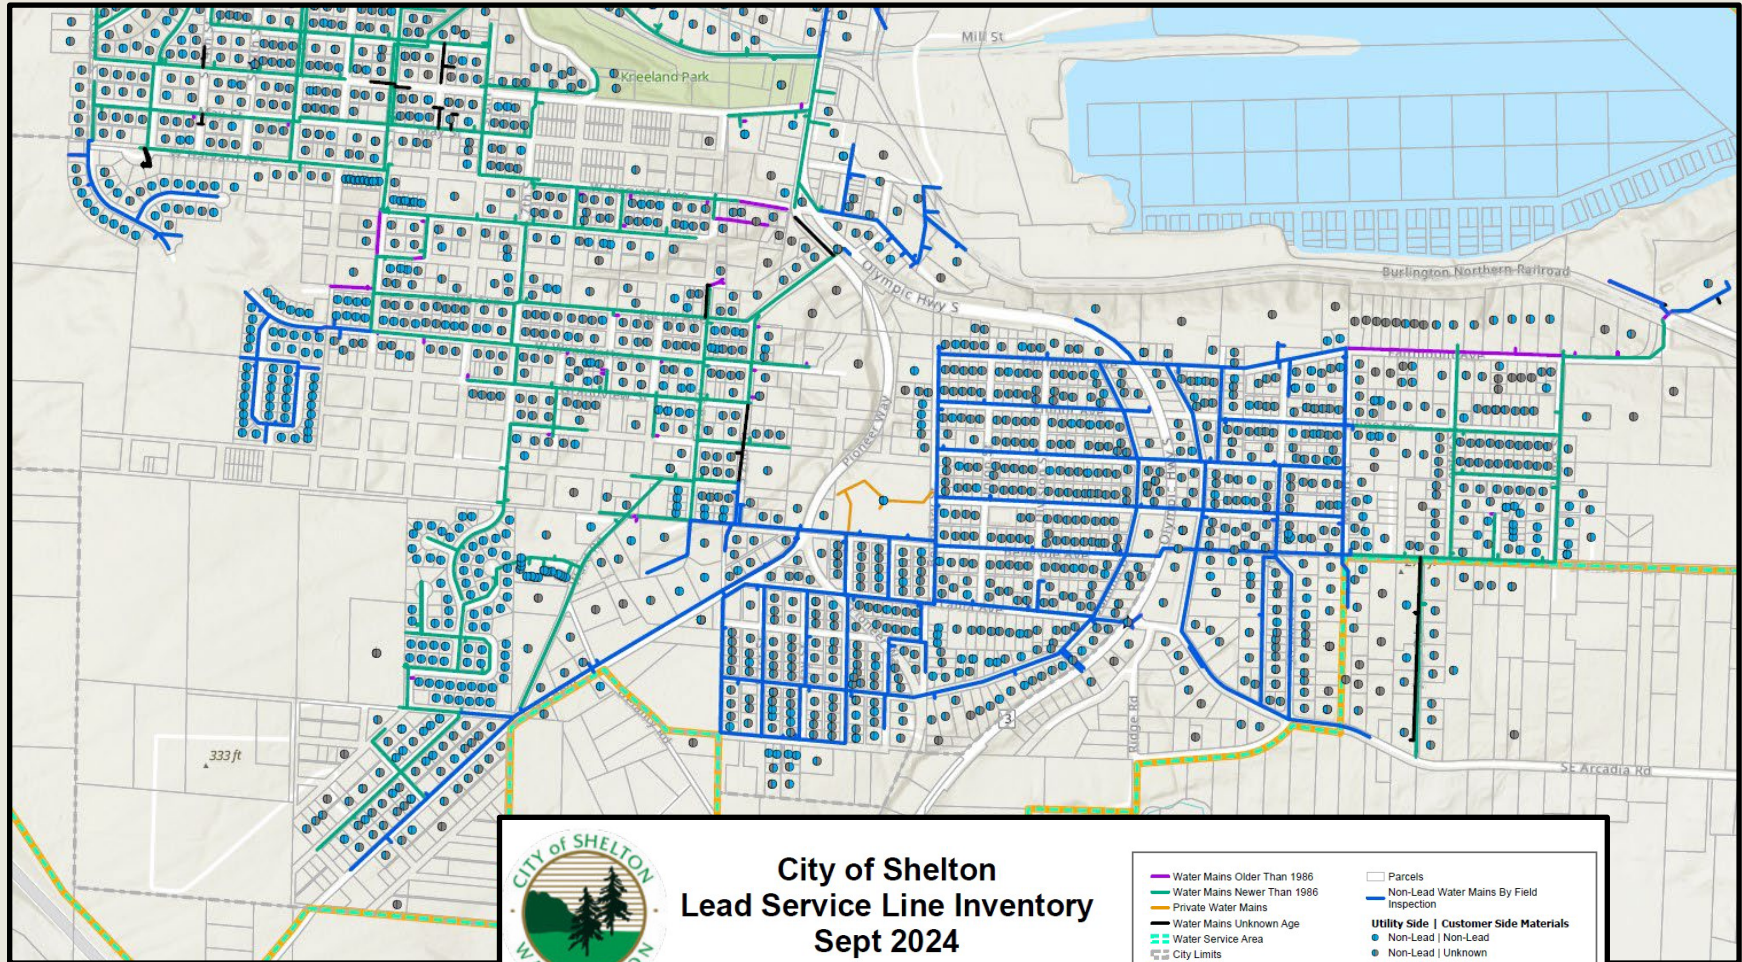 Mill St
Kneeland Park
Olympic Hwy S
Burlington Northern Railroad
Pioneer Way
Olympic Hwy S
3
Ridge Rd
SE Arcadia Rd
333 ft
CITY of SHELTON
City of Shelton
Lead Service Line Inventory
Sept 2024
Water Mains Older Than 1986
Water Mains Newer Than 1986
Private Water Mains
Water Mains Unknown Age
Water Service Area
City Limits
Parcels
Non-Lead Water Mains By Field
Inspection
Utility Side | Customer Side Materials
Non-Lead | Non-Lead
Non-Lead | Unknown